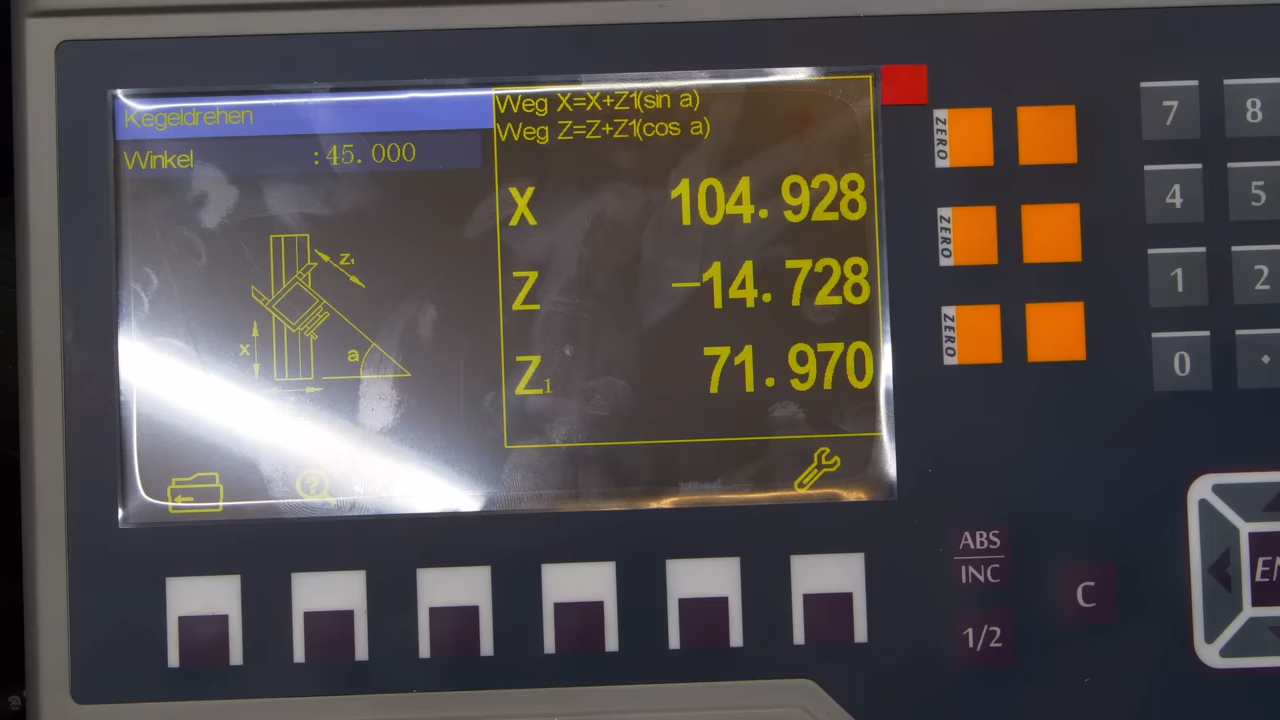 Kegeldrehen
Winkel :45.000
Weg X=X+Z1(sin a)
Weg Z=Z+Z1(cos a)
X 104.928
Z -14.728
Z1 71.970
Z1
X
a
?
ZERO
ZERO
ZERO
7 8
4 5
1 2
0 .
ABS
INC
1/2
C